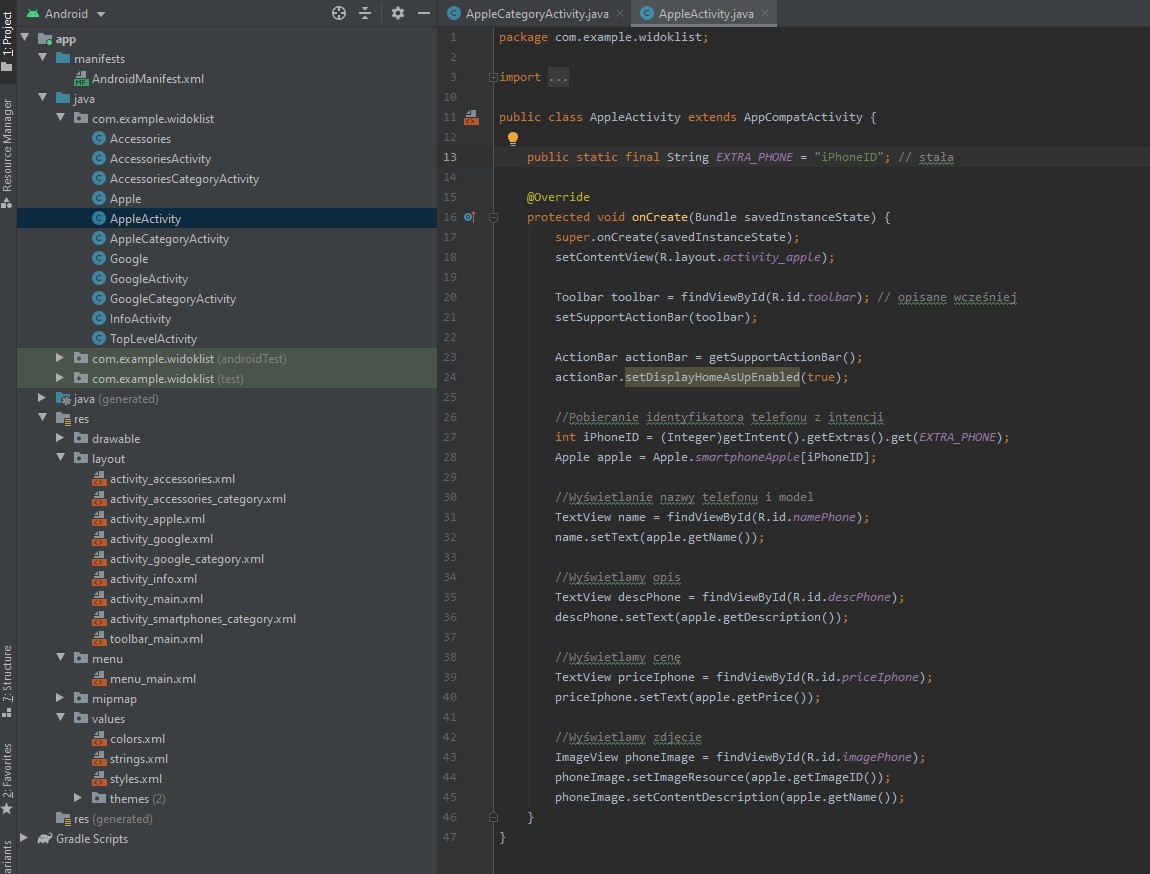 Android
1: Project
Resource Manager
7: Structure
2: Favorites
ariants
app
manifests
AndroidManifest.xml
java
com.example.widoklist
Accessories
AccessoriesActivity
AccessoriesCategoryActivity
Apple
AppleActivity
AppleCategoryActivity
Google
GoogleActivity
GoogleCategoryActivity
InfoActivity
TopLevelActivity
com.example.widoklist (androidTest)
com.example.widoklist (test)
java (generated)
res
drawable
layout
activity_accessories.xml
activity_accessories_category.xml
activity_apple.xml
activity_google.xml
activity_google_category.xml
activity_info.xml
activity_main.xml
activity_smartphones_category.xml
toolbar_main.xml
menu
menu_main.xml
mipmap
values
colors.xml
strings.xml
styles.xml
themes (2)
res (generated)
Gradle Scripts
AppleCategoryActivity.java
AppleActivity.java
1 package com.example.widoklist;
2
3 import ...
10
11 public class AppleActivity extends AppCompatActivity {
12
13 public static final String EXTRA_PHONE = "iPhoneID"; // stała
14
15 @Override
16 protected void onCreate(Bundle savedInstanceState) {
17 super.onCreate(savedInstanceState);
18 setContentView(R.layout.activity_apple);
19
20 Toolbar toolbar = findViewById(R.id.toolbar); // opisane wcześniej
21 setSupportActionBar(toolbar);
22
23 ActionBar actionBar = getSupportActionBar();
24 actionBar.setDisplayHomeAsUpEnabled(true);
25
26 //Pobieranie identyfikatora telefonu z intencji
27 int iPhoneID = (Integer)getIntent().getExtras().get(EXTRA_PHONE);
28 Apple apple = Apple.smartphoneApple[iPhoneID];
29
30 //Wyświetlanie nazwy telefonu i model
31 TextView name = findViewById(R.id.namePhone);
32 name.setText(apple.getName());
33
34 //Wyświetlamy opis
35 TextView descPhone = findViewById(R.id.descPhone);
36 descPhone.setText(apple.getDescription());
37
38 //Wyświetlamy cenę
39 TextView priceIphone = findViewById(R.id.priceIphone);
40 priceIphone.setText(apple.getPrice());
41
42 //Wyświetlamy zdjęcie
43 ImageView phoneImage = findViewById(R.id.imagePhone);
44 phoneImage.setImageResource(apple.getImageID());
45 phoneImage.setContentDescription(apple.getName());
46 }
47 }